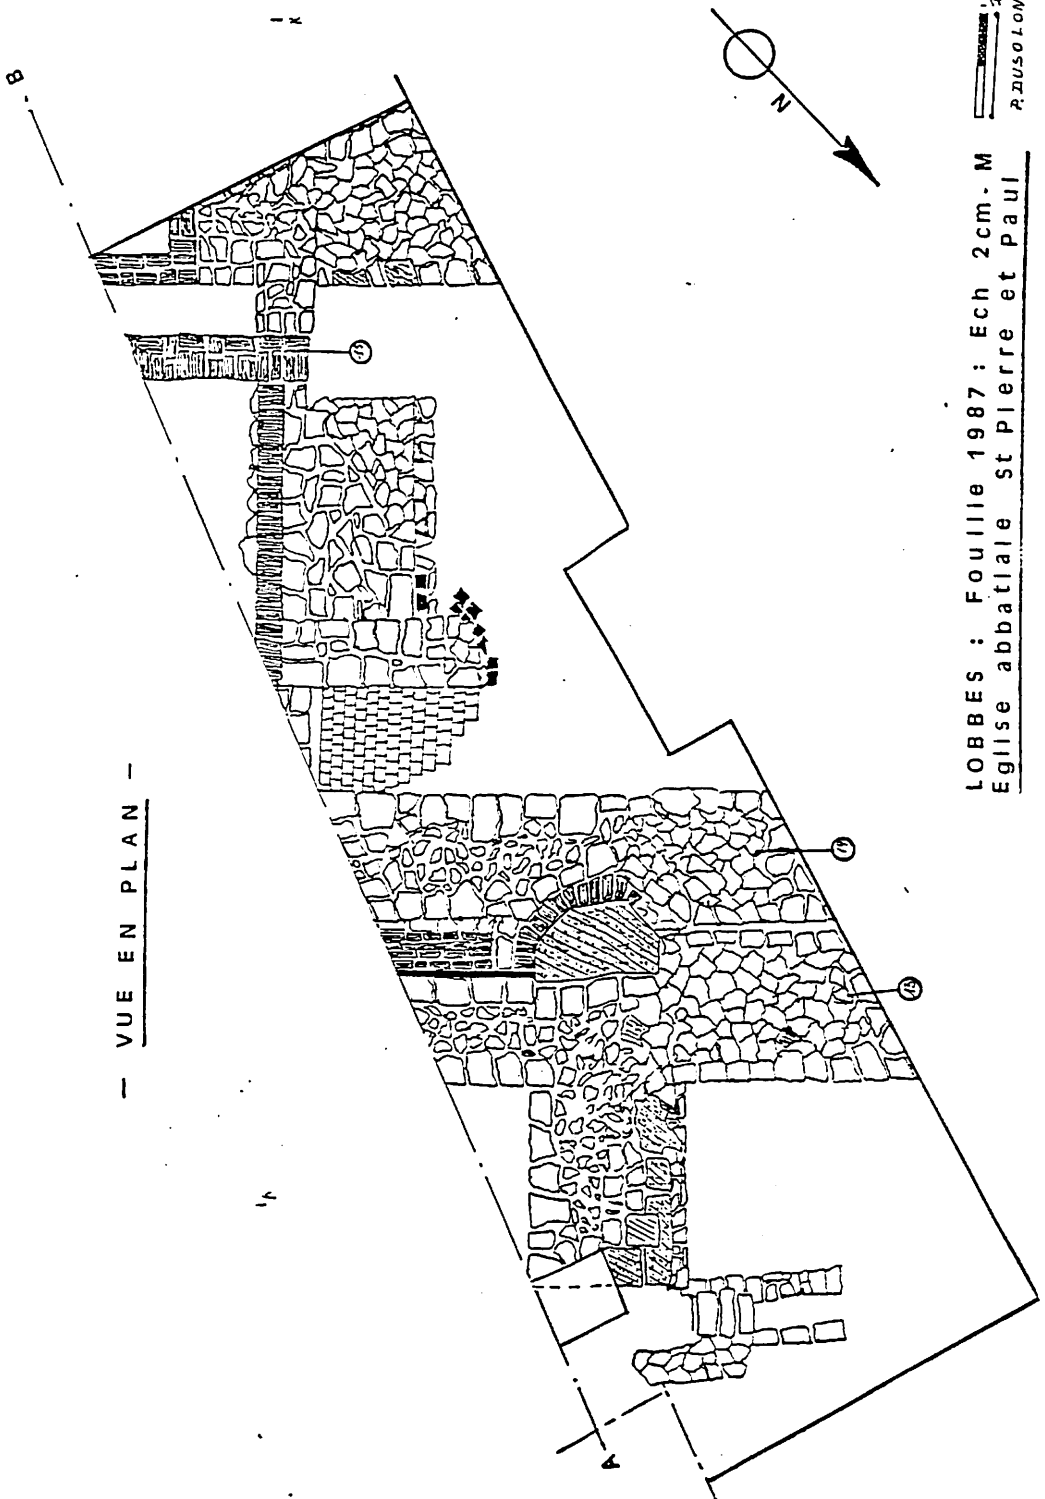 — VUE EN PLAN —
B
N
A
LOBBES : Fouille 1987 : Ech 2cm- M
Eglise abbatiale St Pierre et Paul
P. DUSOLON